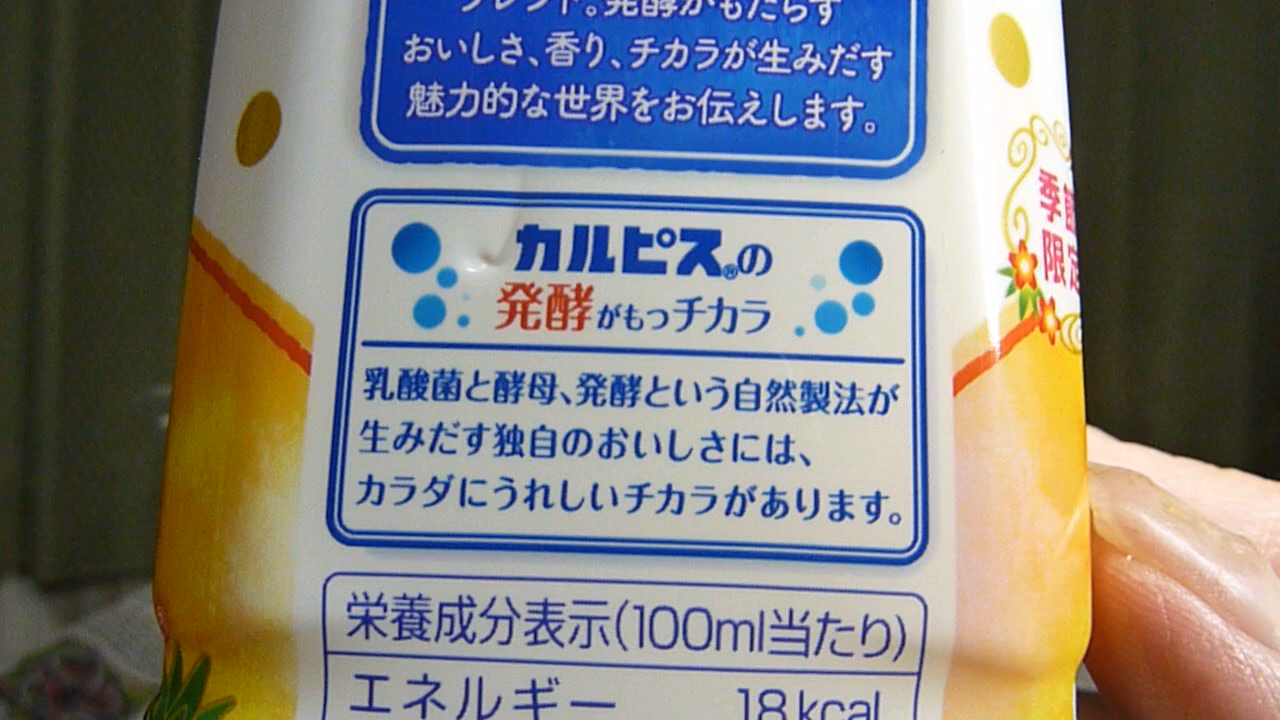 ブレンド。発酵がもたらす
おいしさ、香り、チカラが生みだす
魅力的な世界をお伝えします。
季節
限定
カルピス®の
発酵がもつチカラ
乳酸菌と酵母、発酵という自然製法が
生みだす独自のおいしさには、
カラダにうれしいチカラがあります。
栄養成分表示(100ml当たり)
エネルギー 18kcal